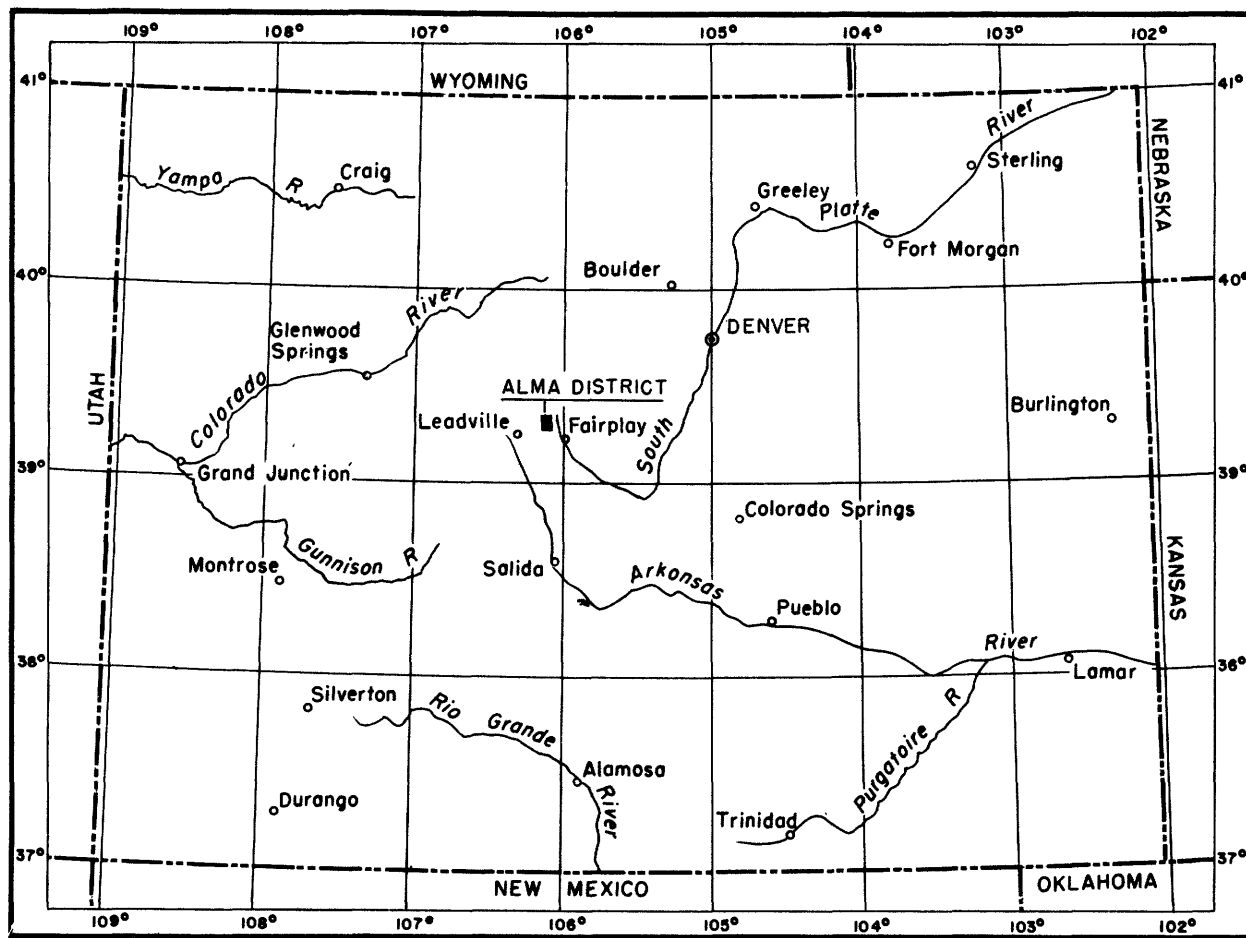 109° 108° 107° 106° 105° 104° 103° 102°
41° WYOMING 41°
NEBRASKA
River
Sterling
Yampa R Craig
Greeley
Platte
Fort Morgan
40° 40°
Boulder
River
Glenwood
Springs
DENVER
UTAH
Colorado
ALMA DISTRICT
Leadville Fairplay
South
Burlington
39° Grand Junction 39°
Colorado Springs
KANSAS
Montrose Gunnison R
Salida Arkansas
Pueblo
River
38° 36°
Lamar
Silverton Rio Grande
River
Purgatoire R
Alamosa
Durango
Trinidad
37° 37°
NEW MEXICO OKLAHOMA
109° 108° 107° 106° 105° 104° 103° 102°